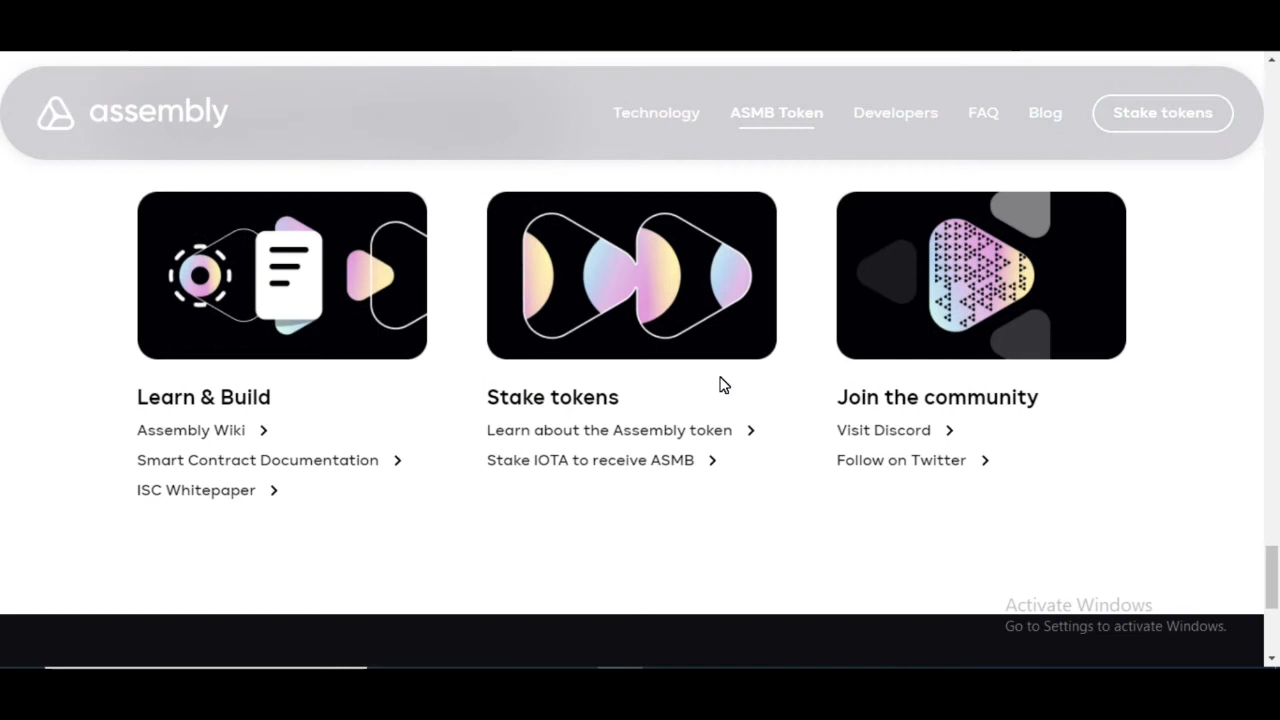 assembly
Technology
ASMB Token
Developers
FAQ
Blog
Stake tokens
Learn & Build
Assembly Wiki
Smart Contract Documentation
ISC Whitepaper
Stake tokens
Learn about the Assembly token
Stake IOTA to receive ASMB
Join the community
Visit Discord
Follow on Twitter
Activate Windows
Go to Settings to activate Windows.